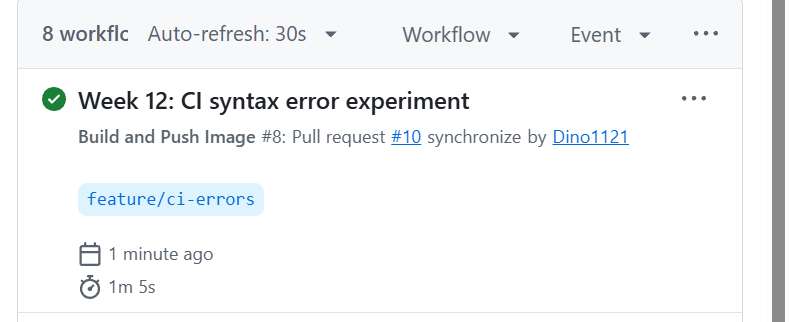 8 workflc Auto-refresh: 30s Workflow Event
Week 12: CI syntax error experiment
Build and Push Image #8: Pull request #10 synchronize by Dino1121
feature/ci-errors
1 minute ago
1m 5s